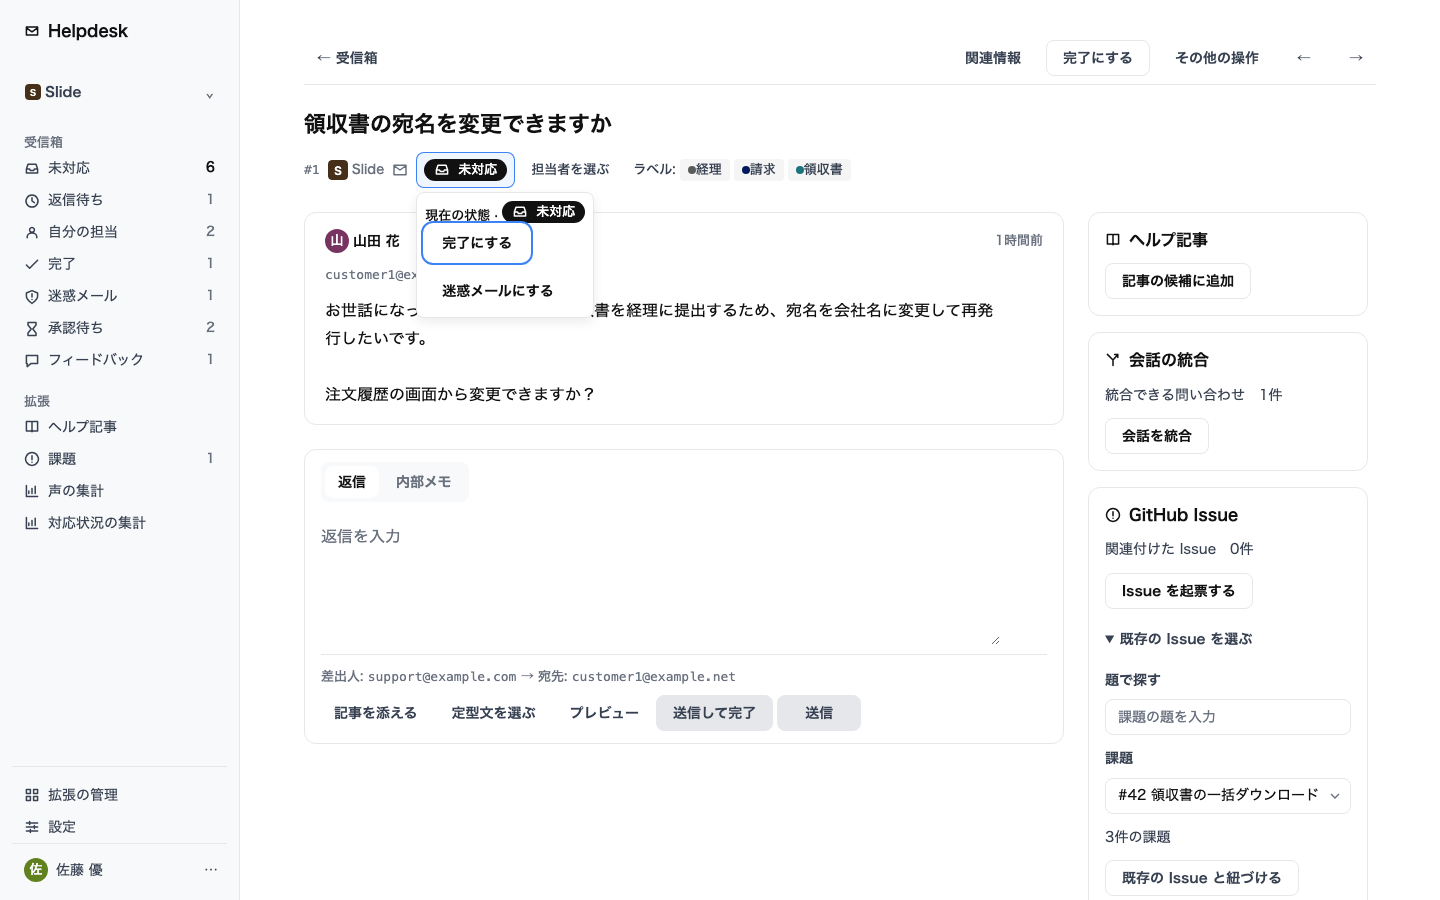 Helpdesk
S Slide
受信箱
未対応 6
返信待ち 1
自分の担当 2
完了 1
迷惑メール 1
承認待ち 2
フィードバック 1
拡張
ヘルプ記事
課題 1
声の集計
対応状況の集計
拡張の管理
設定
佐 佐藤 優 …
← 受信箱
関連情報 完了にする その他の操作 ← →
領収書の宛名を変更できますか
#1 S Slide 未対応 担当者を選ぶ ラベル: 経理 請求 領収書
現在の状態 · 未対応
完了にする
迷惑メールにする
山 山田 花 1時間前
customer1@ex
お世話になっ 書を経理に提出するため、宛名を会社名に変更して再発
行したいです。
注文履歴の画面から変更できますか？
返信 内部メモ
返信を入力
差出人: support@example.com → 宛先: customer1@example.net
記事を添える 定型文を選ぶ プレビュー 送信して完了 送信
ヘルプ記事
記事の候補に追加
会話の統合
統合できる問い合わせ 1件
会話を統合
GitHub Issue
関連付けた Issue 0件
Issue を起票する
▼ 既存の Issue を選ぶ
題で探す
課題の題を入力
課題
#42 領収書の一括ダウンロード
3件の課題
既存の Issue と紐づける